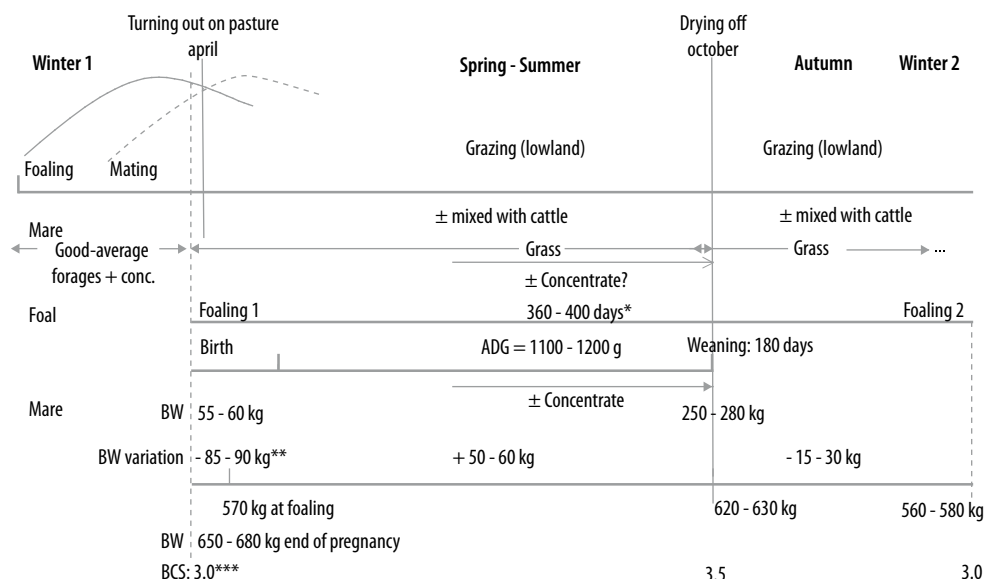 Turning out on pasture
april
Drying off
october
Winter 1
Spring - Summer
Autumn
Winter 2
Grazing (lowland)
Grazing (lowland)
Foaling
Mating
± mixed with cattle
± mixed with cattle
Mare
Good-average
forages + conc.
Grass
Grass
...
± Concentrate?
Foal
Foaling 1
360 - 400 days*
Foaling 2
Birth
ADG = 1100 - 1200 g
Weaning: 180 days
± Concentrate
Mare
BW
55 - 60 kg
250 - 280 kg
BW variation
- 85 - 90 kg**
+ 50 - 60 kg
- 15 - 30 kg
570 kg at foaling
620 - 630 kg
560 - 580 kg
BW
650 - 680 kg end of pregnancy
BCS: 3.0***
3.5
3.0